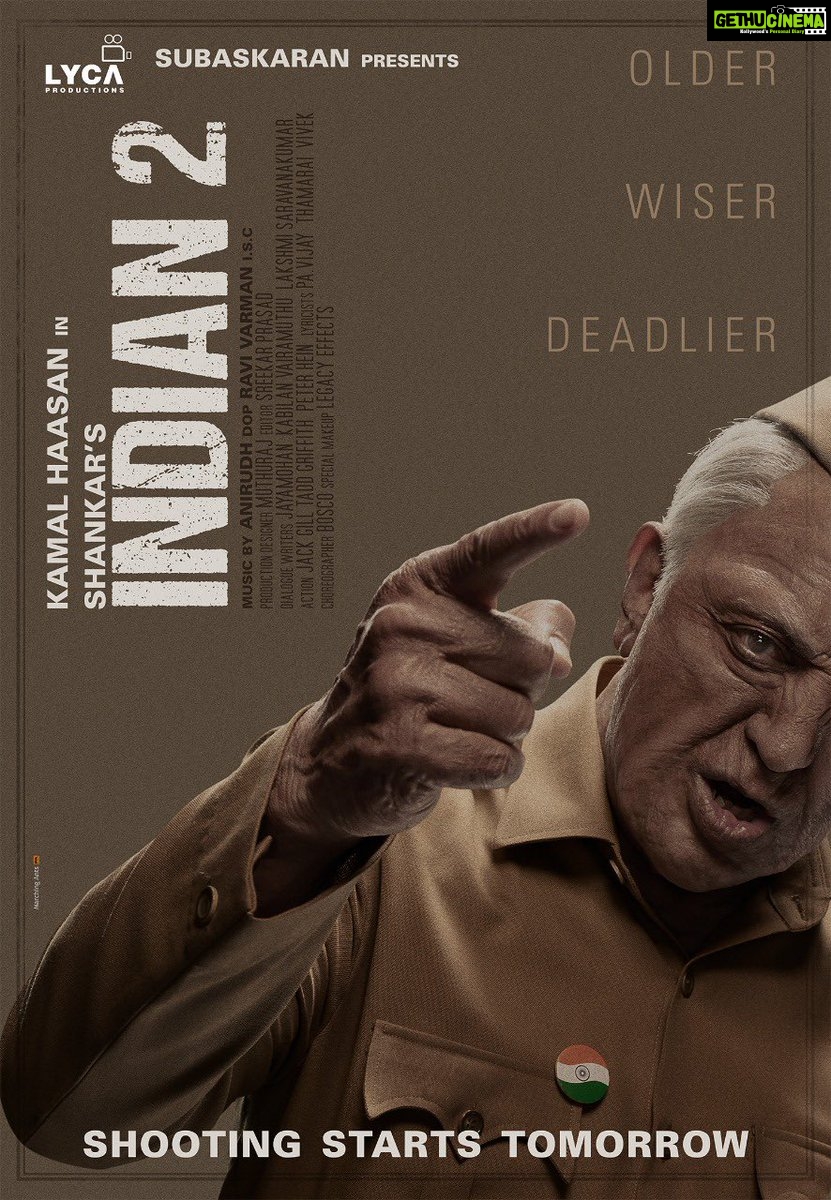 GETHU CINEMA
Kollywood's Personal Diary
LYCA
PRODUCTIONS
SUBASKARAN PRESENTS
OLDER
WISER
DEADLIER
KAMAL HAASAN IN
SHANKAR'S
INDIAN 2
MUSIC BY ANIRUDH DOP RAVI VARMAN I.S.C
PRODUCTION DESIGNER MUTHURAJ EDITOR SREEKAR PRASAD
DIALOGUE WRITERS JAYAMOHAN KABILAN VAIRAMUTHU LAKSHMI SARAVANAKUMAR
ACTION JACK GILL TADD GRIFFITH PETER HEIN LYRICISTS PA VIJAY THAMARAI VIVEK
CHOREOGRAPHER BOSCO SPECIAL MAKEUP LEGACY EFFECTS
Marching Ants
SHOOTING STARTS TOMORROW